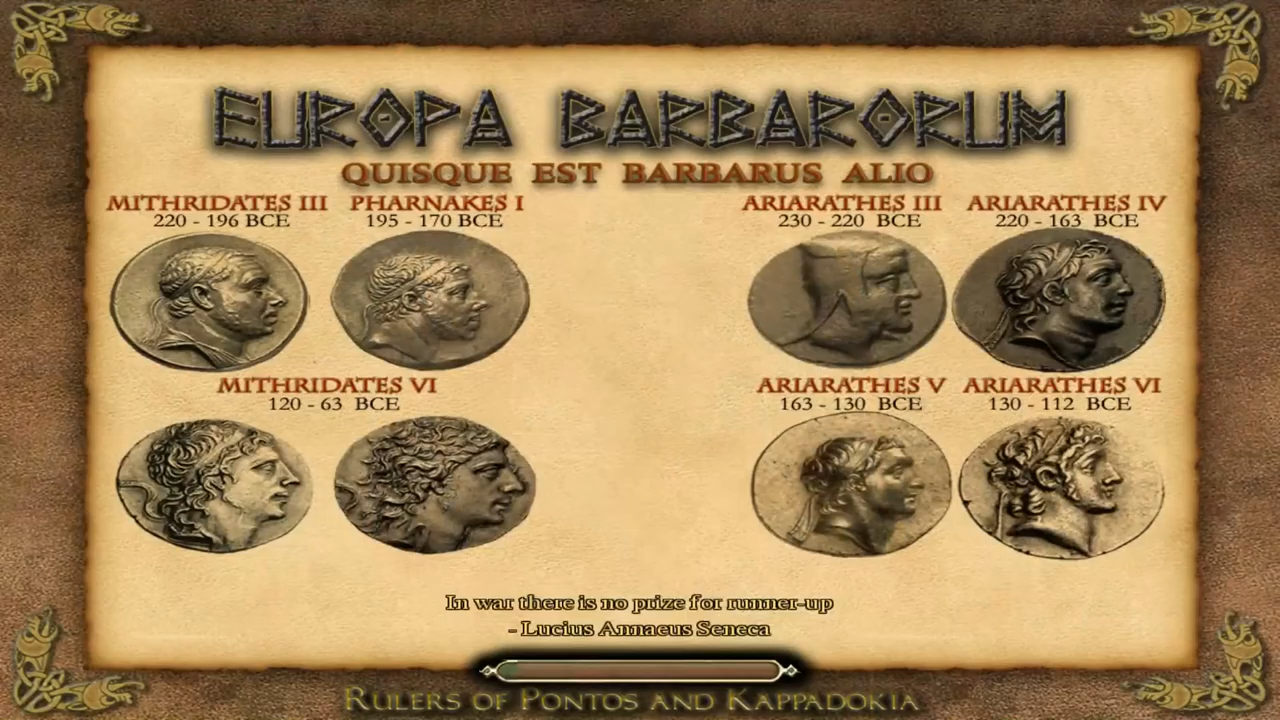 EUROPA BARBARORUM
QUISQUE EST BARBARUS ALIO
MITHRIDATES III PHARNAKES I ARIARATHES III ARIARATHES IV
220 - 196 BCE 195 - 170 BCE 230 - 220 BCE 220 - 163 BCE
MITHRIDATES VI ARIARATHES V ARIARATHES VI
120 - 63 BCE 163 - 130 BCE 130 - 112 BCE
In war there is no prize for runner-up
- Lucius Annaeus Seneca
RULERS OF PONTOS AND KAPPADOKIA